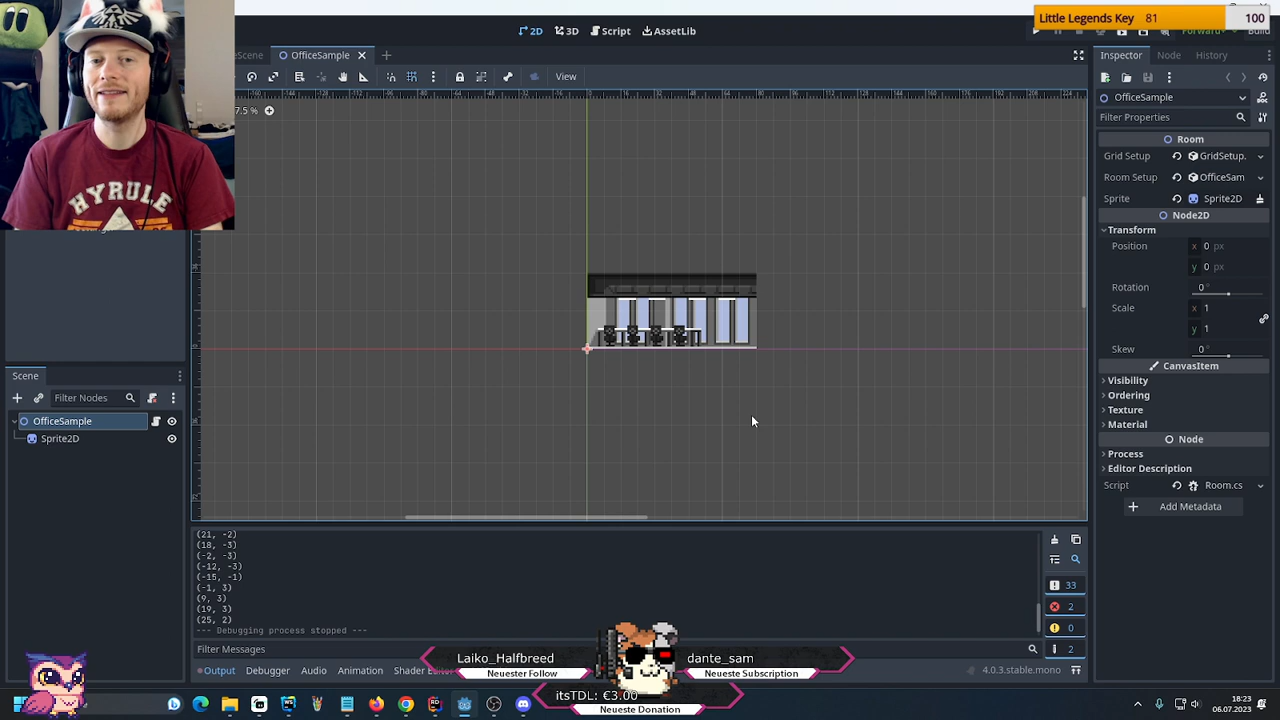 Little Legends Key 81 100
2D 3D Script AssetLib
Forward+ Build
Scene OfficeSample
Inspector Node History
View
OfficeSample
7.5 % +
Filter Properties
Room
Grid Setup GridSetup.
Room Setup OfficeSam
Sprite Sprite2D
Node2D
Transform
Position x 0 px
y 0 px
Rotation 0 °
Scale x 1
y 1
Skew 0 °
CanvasItem
Visibility
Ordering
Texture
Material
Node
Process
Editor Description
Script Room.cs
Add Metadata
HYRULE
Scene
Filter Nodes
OfficeSample
Sprite2D
(21, -2)
(18, -3)
(-2, -3)
(-12, -3)
(-15, -1)
(-1, 3)
(9, 3)
(19, 3)
(25, 2)
--- Debugging process stopped ---
33
2
0
2
Filter Messages
Output Debugger Audio Animation Shader
4.0.3.stable.mono
Laiko_Halfbreed dante_sam
Neuester Follow Neueste Subscription
itsTDL: €3.00
Neueste Donation
18:23
06.07.2023